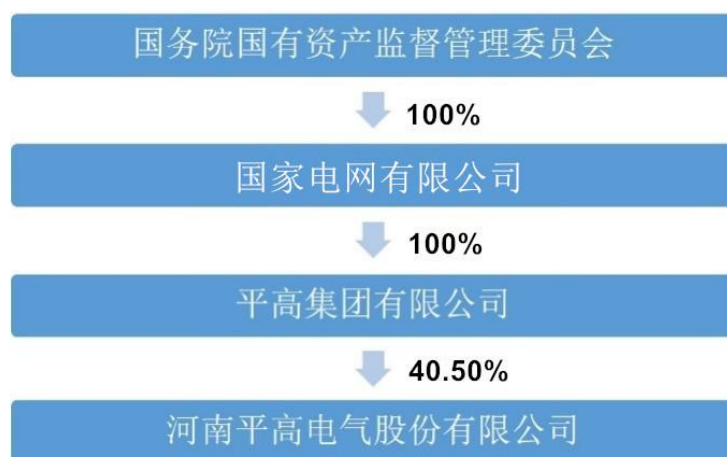 国务院国有资产监督管理委员会
100%
国家电网有限公司
100%
平高集团有限公司
40.50%
河南平高电气股份有限公司